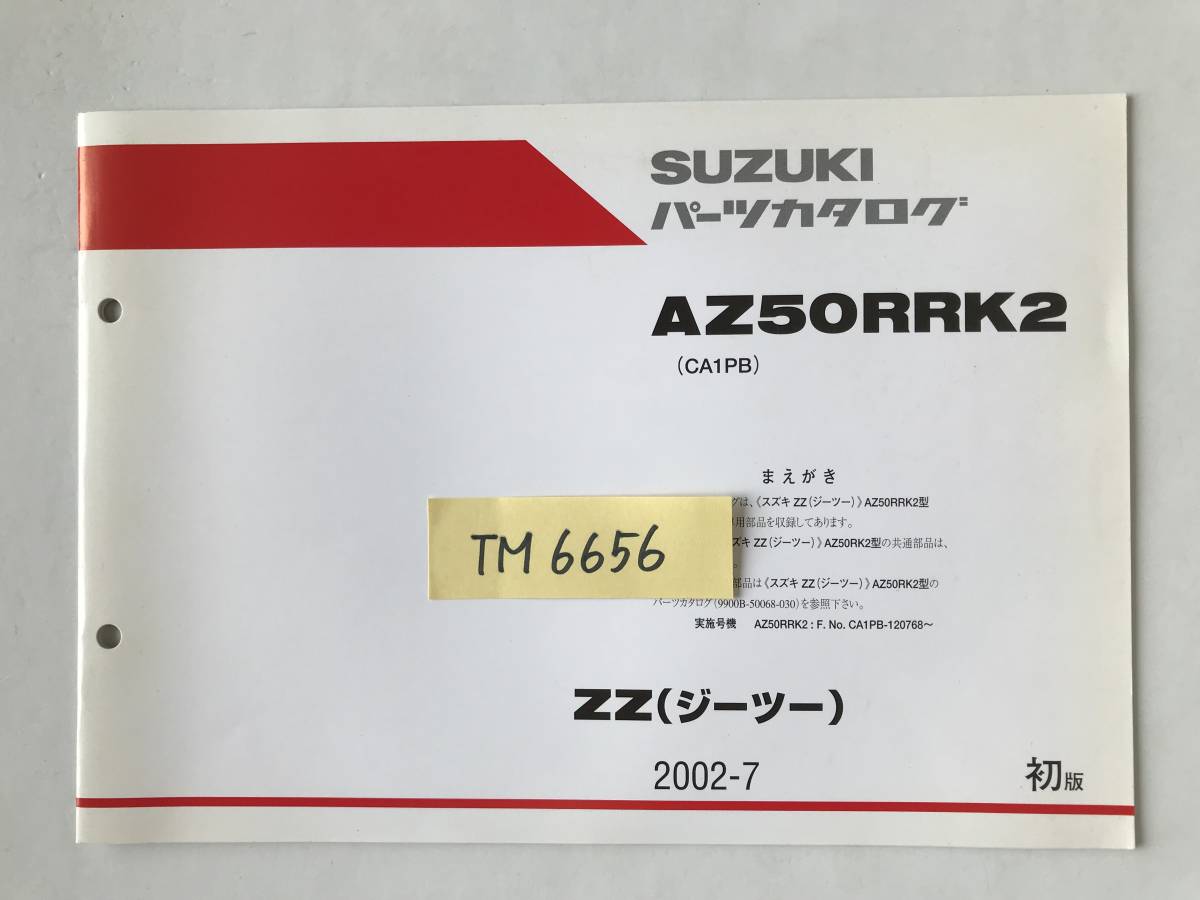 SUZUKI
パーツカタログ
AZ50RRK2
(CA1PB)
まえがき
グは、《スズキ ZZ(ジーツー)》AZ50RRK2型
用部品を収録してあります。
ズキ ZZ(ジーツー)》AZ50RK2型の共通部品は、
。
部品は《スズキ ZZ(ジーツー)》AZ50RK2型の
パーツカタログ(9900B-50068-030)を参照下さい。
実施号機 AZ50RRK2 : F. No. CA1PB-120768〜
TM6656
ZZ(ジーツー)
2002-7 初版